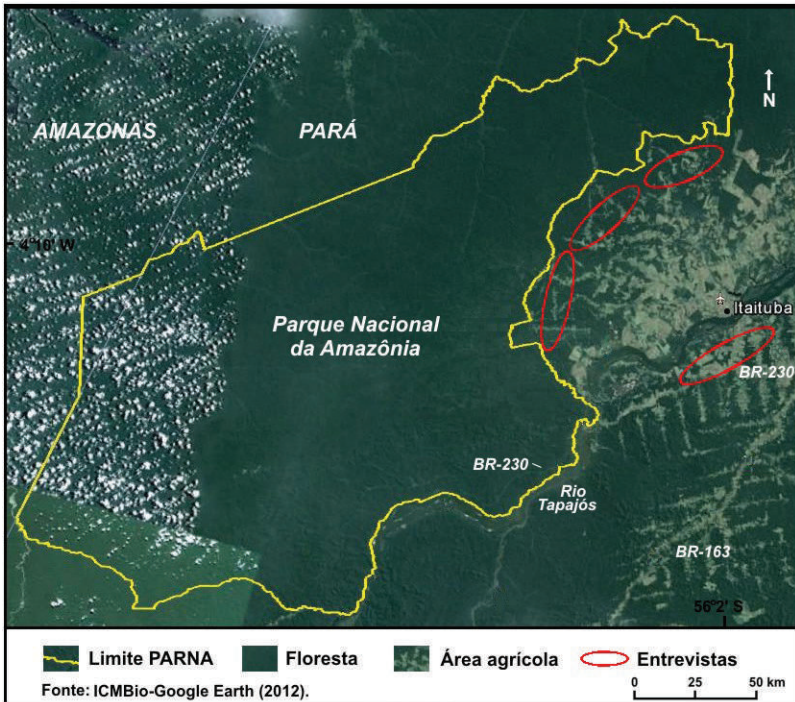 AMAZONAS
PARÁ
N
4°16' W
Parque Nacional
da Amazônia
Itaituba
BR-230
BR-230
Rio
Tapajós
BR-163
56°2' S
Limite PARNA
Floresta
Área agrícola
Entrevistas
Fonte: ICMBio-Google Earth (2012).
0 25 50 km